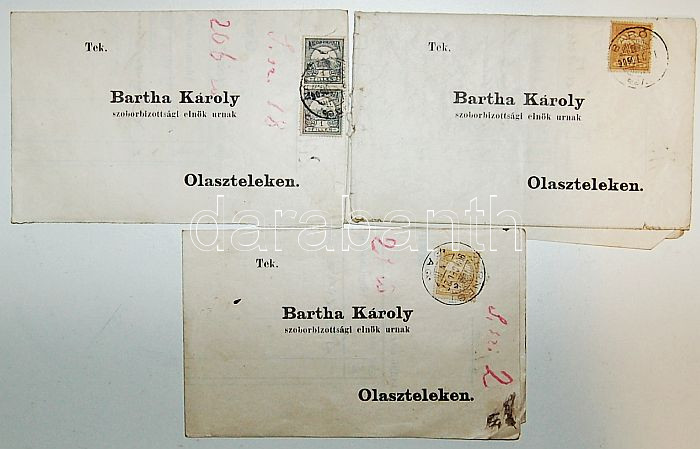 Tek.
Bartha Károly
szoborbizottsági elnök urnak
Olaszteleken.
Tek.
Bartha Károly
szoborbizottsági elnök urnak
Olaszteleken.
darabanth
Tek.
Bartha Károly
szoborbizottsági elnök urnak
Olaszteleken.